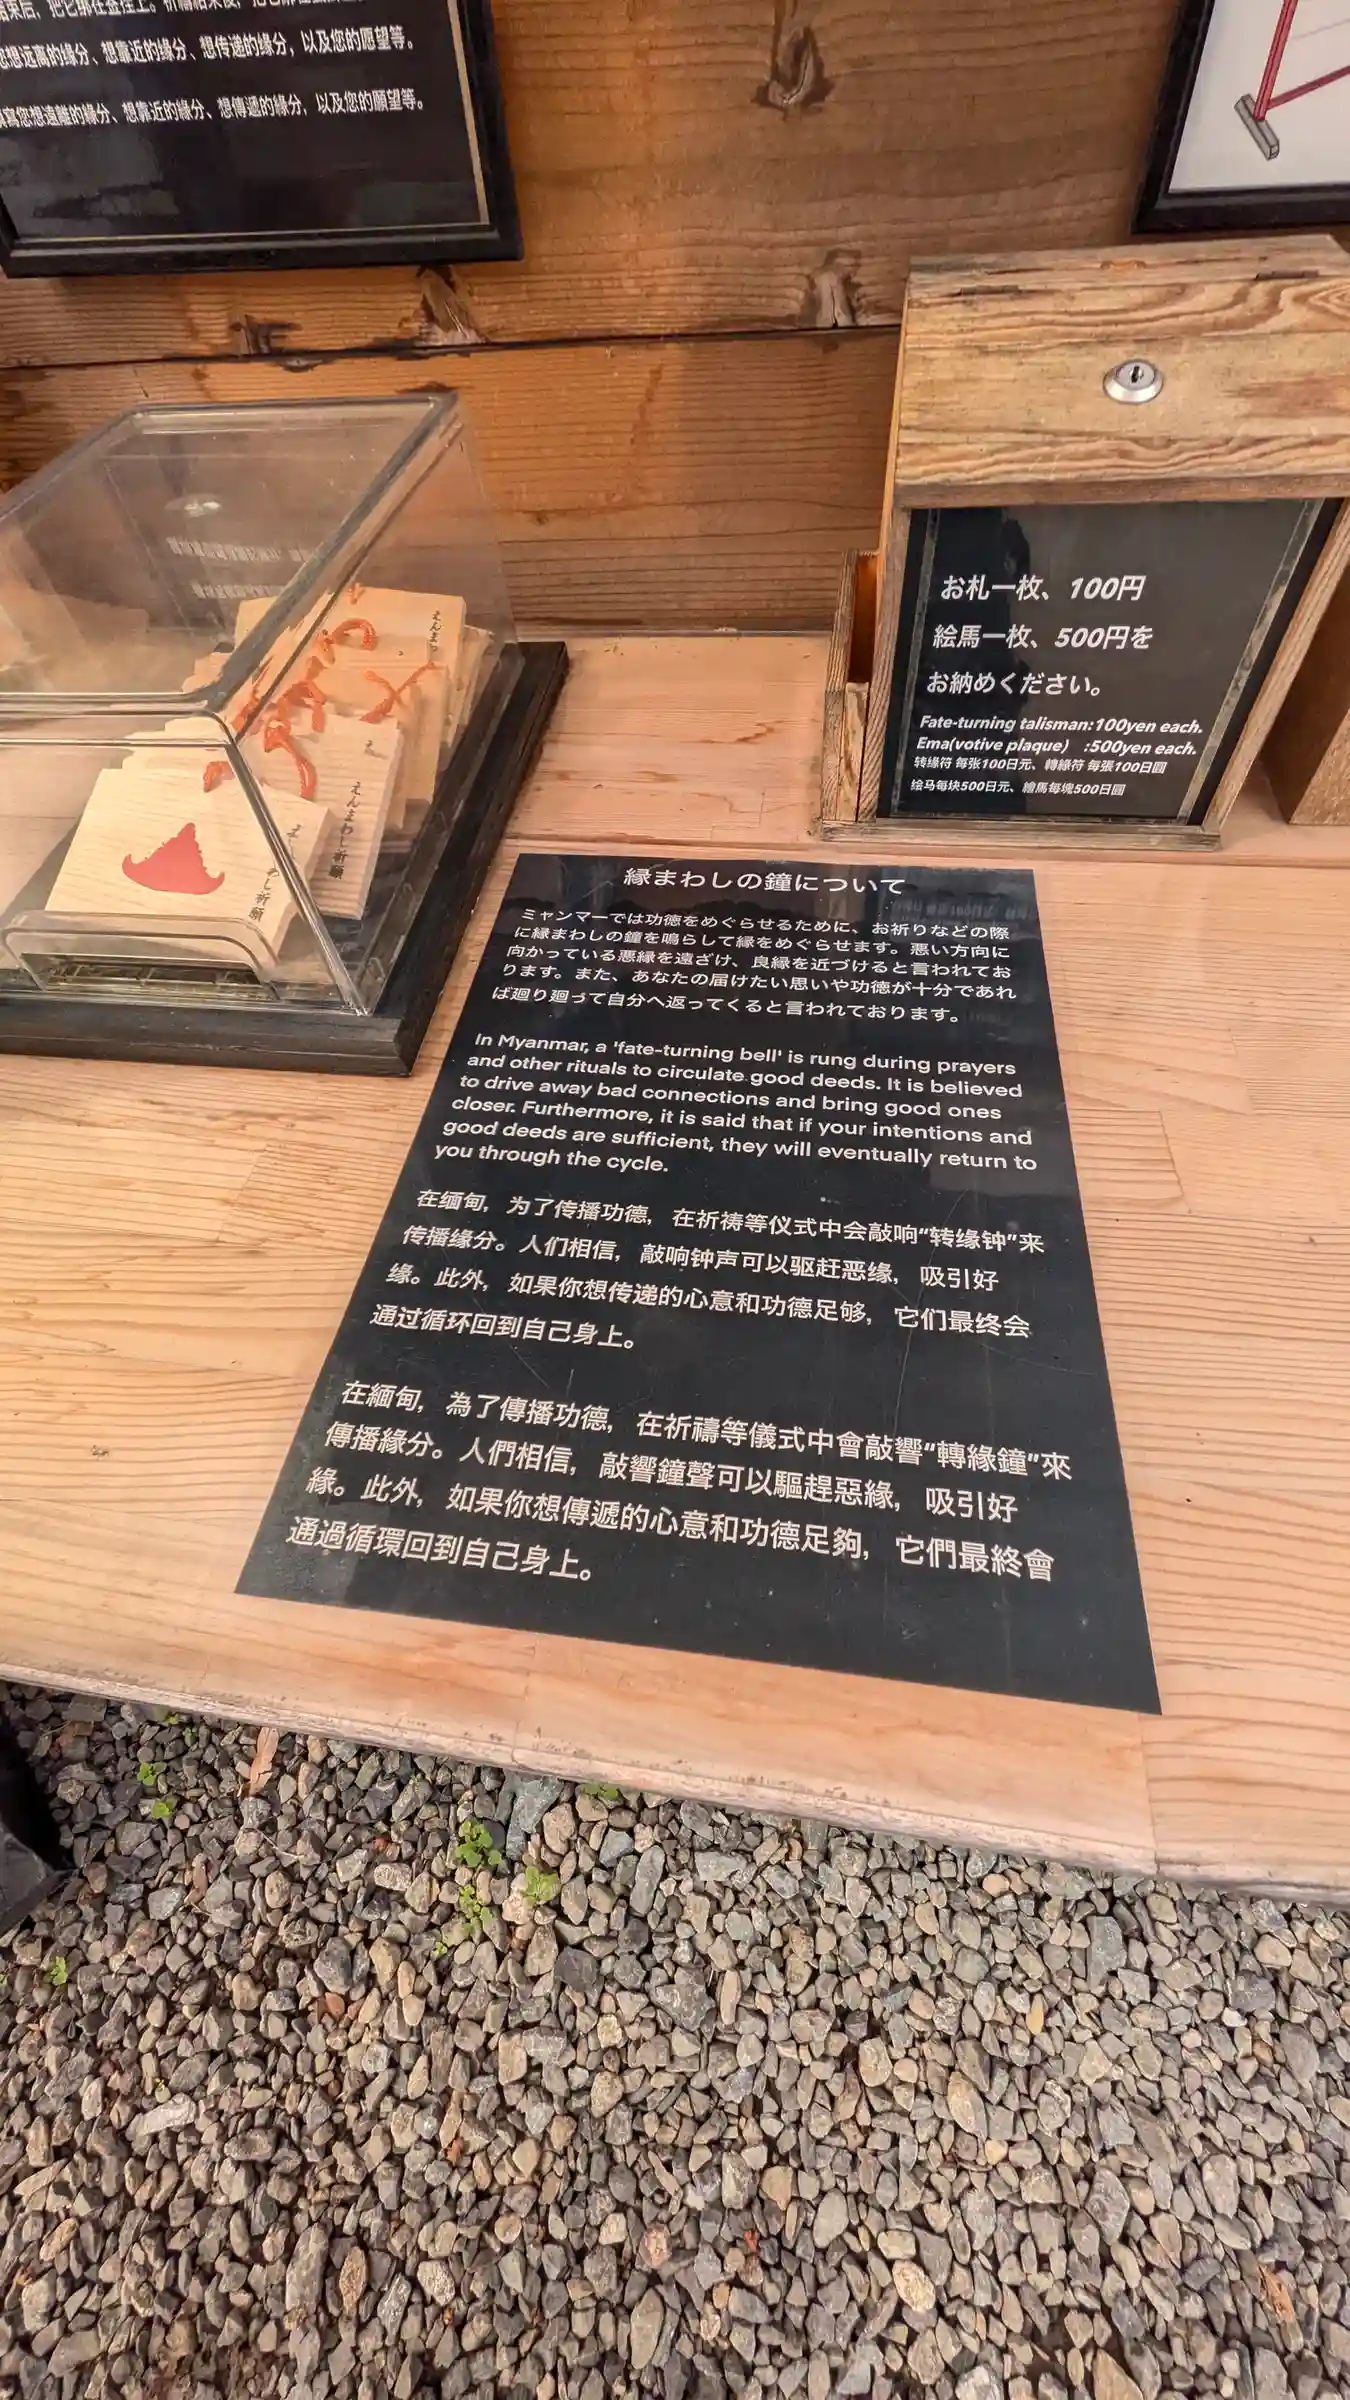 您想远离的缘分、想靠近的缘分、想传递的缘分，以及您的愿望等。
寫您想遠離的緣分、想靠近的緣分、想傳遞的緣分，以及您的願望等。
えんまわし祈願
お札一枚、100円
絵馬一枚、500円を
お納めください。
Fate-turning talisman:100yen each.
Ema(votive plaque) :500yen each.
转緣符 每张100日元、轉緣符 每張100日圓
绘马每块500日元、繪馬每塊500日圓
縁まわしの鐘について
ミャンマーでは功徳をめぐらせるために、お祈りなどの際
に縁まわしの鐘を鳴らして縁をめぐらせます。悪い方向に
向かっている悪縁を遠ざけ、良縁を近づけると言われてお
ります。また、あなたの届けたい思いや功徳が十分であれ
ば廻り廻って自分へ返ってくると言われております。
In Myanmar, a 'fate-turning bell' is rung during prayers
and other rituals to circulate good deeds. It is believed
to drive away bad connections and bring good ones
closer. Furthermore, it is said that if your intentions and
good deeds are sufficient, they will eventually return to
you through the cycle.
在缅甸，为了传播功德，在祈祷等仪式中会敲响“转缘钟”来
传播缘分。人们相信，敲响钟声可以驱赶恶缘，吸引好
缘。此外，如果你想传递的心意和功德足够，它们最终会
通过循环回到自己身上。
在緬甸，為了傳播功德，在祈禱等儀式中會敲響“轉緣鐘”來
傳播緣分。人們相信，敲響鐘聲可以驅趕惡緣，吸引好
緣。此外，如果你想傳遞的心意和功德足夠，它們最終會
通過循環回到自己身上。